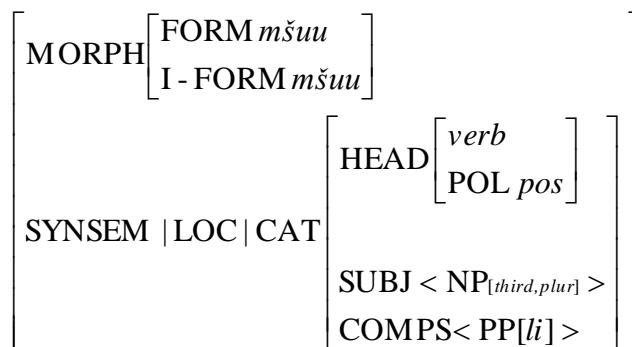 FORM mšuu
MORPH
I - FORM mšuu
verb
HEAD
POL pos
SYNSEM | LOC | CAT
SUBJ < NP[third,plur] >
COMPS< PP[li] >